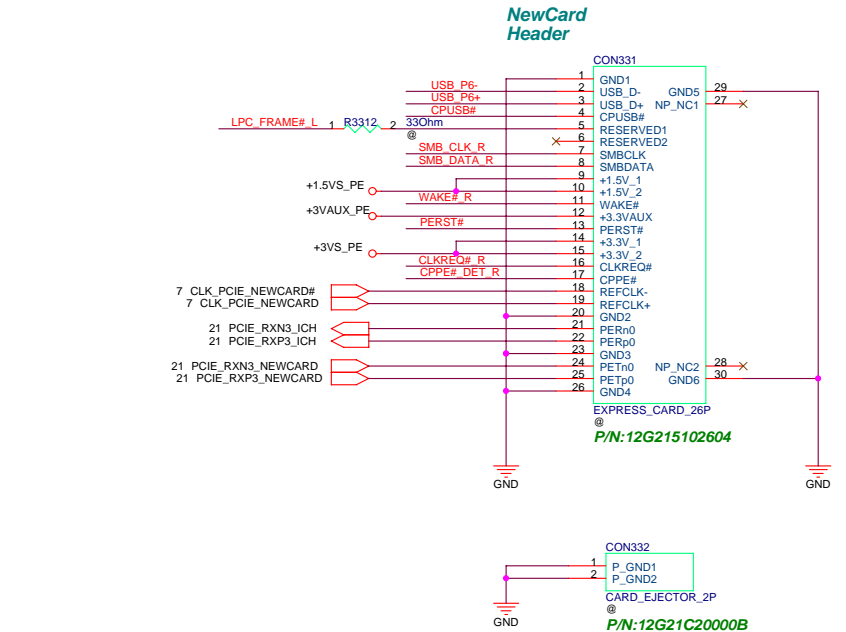 NewCard
Header
CON331
1 GND1
USB_P6- 2 USB_D- GND5 29
USB_P6+ 3 USB_D+ NP_NC1 27
CPUSB# 4 CPUSB#
LPC_FRAME#_L 1 R3312 2 33Ohm 5 RESERVED1
@
6 RESERVED2
SMB_CLK_R 7 SMBCLK
SMB_DATA_R 8 SMBDATA
9 +1.5V_1
+1.5VS_PE 10 +1.5V_2
WAKE#_R 11 WAKE#
+3VAUX_PE 12 +3.3VAUX
PERST# 13 PERST#
14 +3.3V_1
+3VS_PE 15 +3.3V_2
CLKREQ#_R 16 CLKREQ#
CPPE#_DET_R 17 CPPE#
7 CLK_PCIE_NEWCARD# 18 REFCLK-
7 CLK_PCIE_NEWCARD 19 REFCLK+
20 GND2
21 PCIE_RXN3_ICH 21 PERn0
21 PCIE_RXP3_ICH 22 PERp0
23 GND3
21 PCIE_RXN3_NEWCARD 24 PETn0 NP_NC2 28
21 PCIE_RXP3_NEWCARD 25 PETp0 GND6 30
26 GND4
EXPRESS_CARD_26P
@
P/N:12G215102604
GND GND
CON332
1 P_GND1
2 P_GND2
CARD_EJECTOR_2P
@
GND
P/N:12G21C20000B